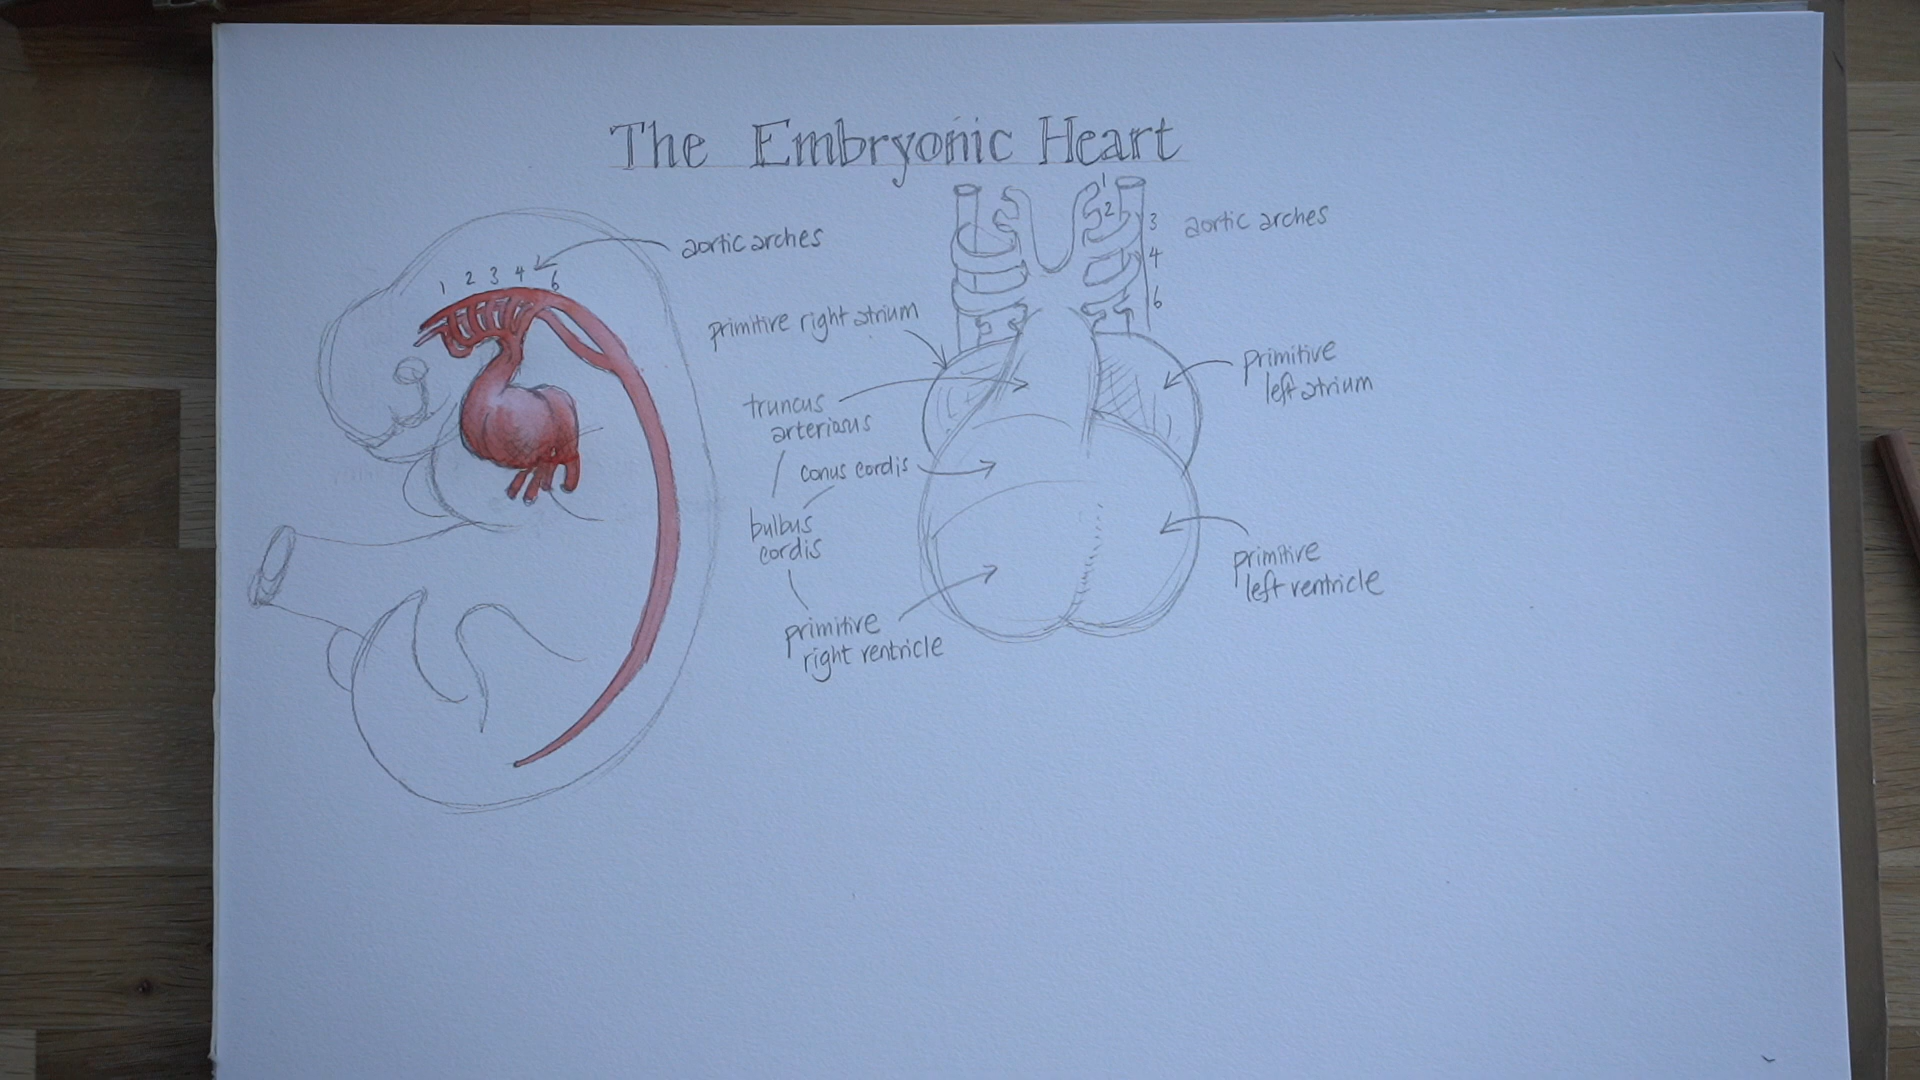 The Embryonic Heart
aortic arches
1 2 3 4 6
1
2
3
4
6
aortic arches
primitive right atrium
truncus
arteriosus
conus cordis
bulbus
cordis
primitive
right ventricle
primitive
left atrium
primitive
left ventricle